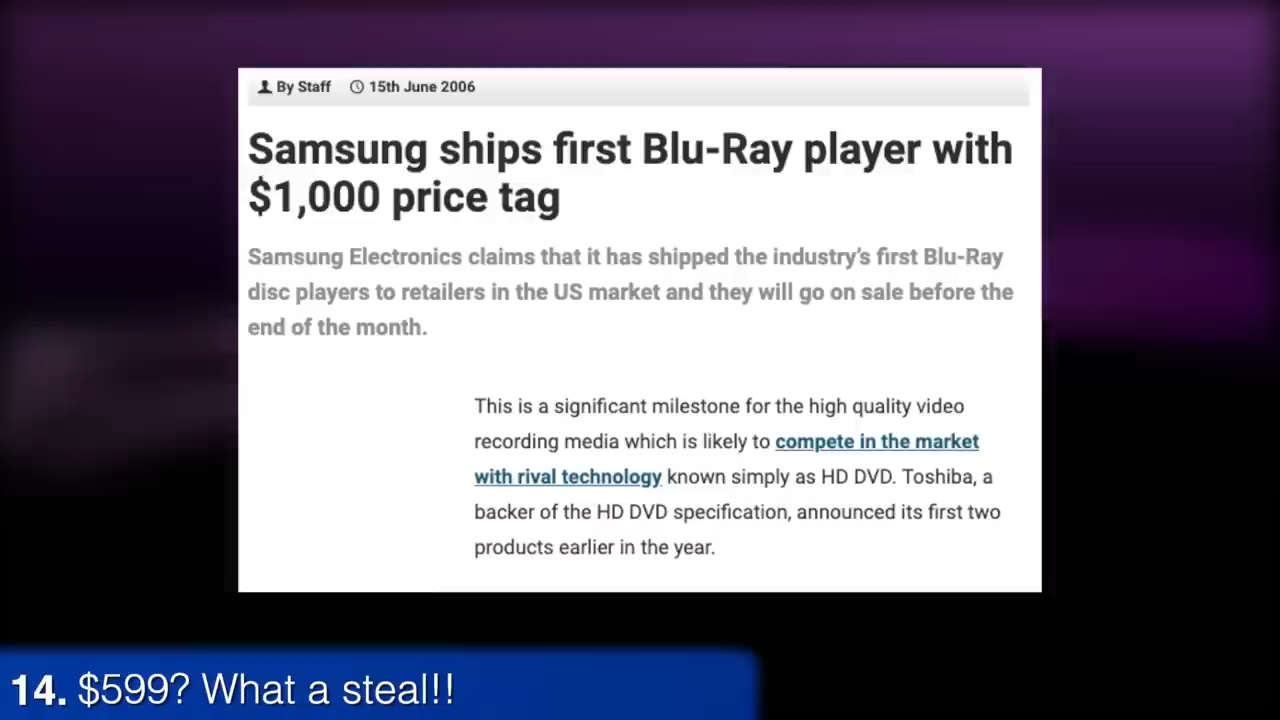 By Staff 15th June 2006
Samsung ships first Blu-Ray player with
$1,000 price tag
Samsung Electronics claims that it has shipped the industry's first Blu-Ray
disc players to retailers in the US market and they will go on sale before the
end of the month.
This is a significant milestone for the high quality video
recording media which is likely to compete in the market
with rival technology known simply as HD DVD. Toshiba, a
backer of the HD DVD specification, announced its first two
products earlier in the year.
14. $599? What a steal!!